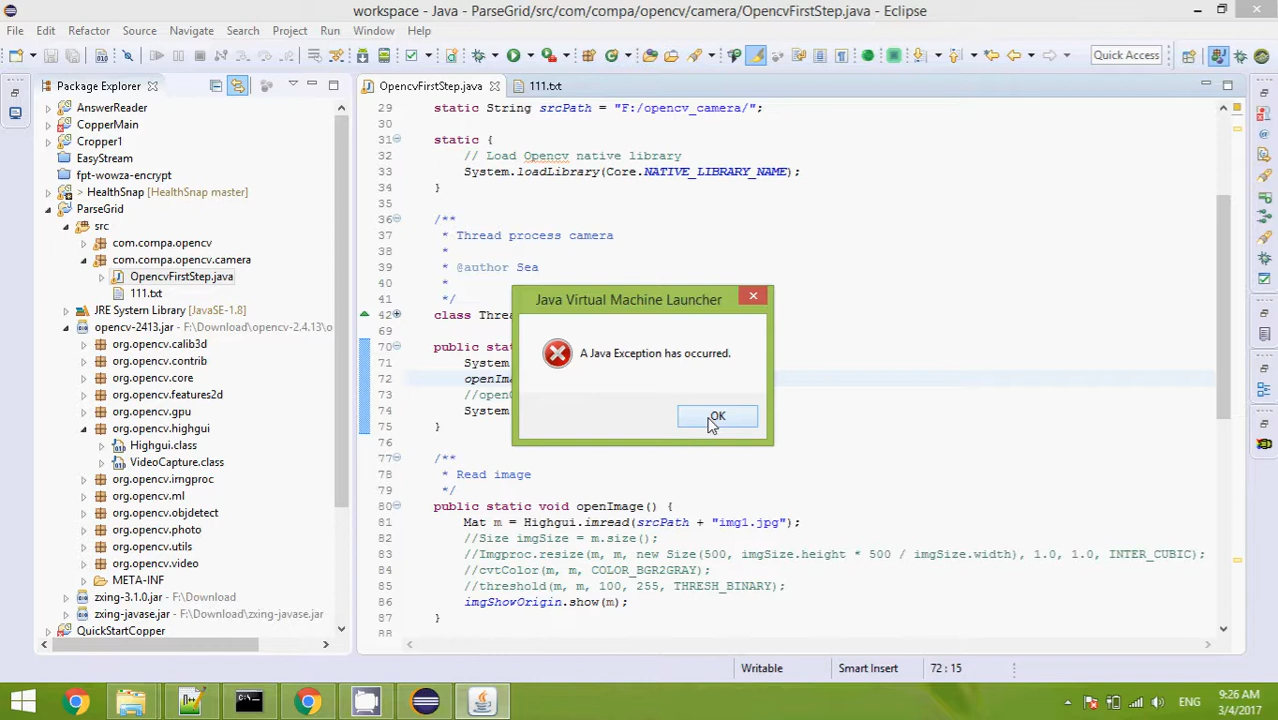 workspace - Java - ParseGrid/src/com/compa/opencv/camera/OpencvFirstStep.java - Eclipse
File Edit Refactor Source Navigate Search Project Run Window Help
Quick Access
Package Explorer
OpencvFirstStep.java
111.txt
AnswerReader
CopperMain
Cropper1
EasyStream
fpt-wowza-encrypt
> HealthSnap [HealthSnap master]
ParseGrid
src
com.compa.opencv
com.compa.opencv.camera
OpencvFirstStep.java
111.txt
JRE System Library [JavaSE-1.8]
opencv-2413.jar - F:\Download\opencv-2.4.13\o
org.opencv.calib3d
org.opencv.contrib
org.opencv.core
org.opencv.features2d
org.opencv.gpu
org.opencv.highgui
Highgui.class
VideoCapture.class
org.opencv.imgproc
org.opencv.ml
org.opencv.objdetect
org.opencv.photo
org.opencv.utils
org.opencv.video
META-INF
zxing-3.1.0.jar - F:\Download
zxing-javase.jar - F:\Download\zxing-javase.jar
QuickStartCopper
29 static String srcPath = "F:/opencv_camera/";
30
31 static {
32 // Load Opencv native library
33 System.loadLibrary(Core.NATIVE_LIBRARY_NAME);
34 }
35
36 /**
37 * Thread process camera
38 *
39 * @author Sea
40 *
41 */
42 class Thre
69
70 public stat
71 System
72 openIm
73 //open
74 System
75 }
76
77 /**
78 * Read image
79 */
80 public static void openImage() {
81 Mat m = Highgui.imread(srcPath + "img1.jpg");
82 //Size imgSize = m.size();
83 //Imgproc.resize(m, m, new Size(500, imgSize.height * 500 / imgSize.width), 1.0, 1.0, INTER_CUBIC);
84 //cvtColor(m, m, COLOR_BGR2GRAY);
85 //threshold(m, m, 100, 255, THRESH_BINARY);
86 imgShowOrigin.show(m);
87 }
88
Java Virtual Machine Launcher
A Java Exception has occurred.
OK
Writable
Smart Insert
72 : 15
ENG
9:26 AM
3/4/2017